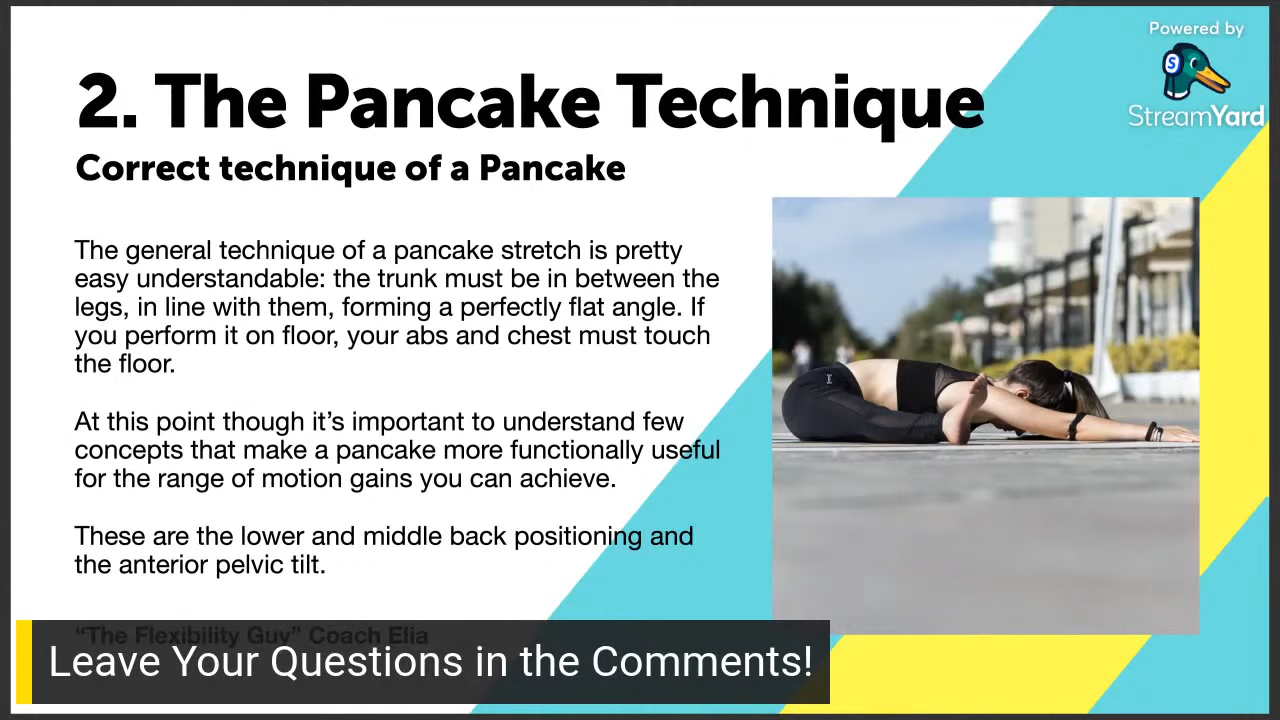 Powered by
S
StreamYard
2. The Pancake Technique
Correct technique of a Pancake
The general technique of a pancake stretch is pretty
easy understandable: the trunk must be in between the
legs, in line with them, forming a perfectly flat angle. If
you perform it on floor, your abs and chest must touch
the floor.
At this point though it’s important to understand few
concepts that make a pancake more functionally useful
for the range of motion gains you can achieve.
These are the lower and middle back positioning and
the anterior pelvic tilt.
“The Flexibility Guy” Coach Elia
Leave Your Questions in the Comments!